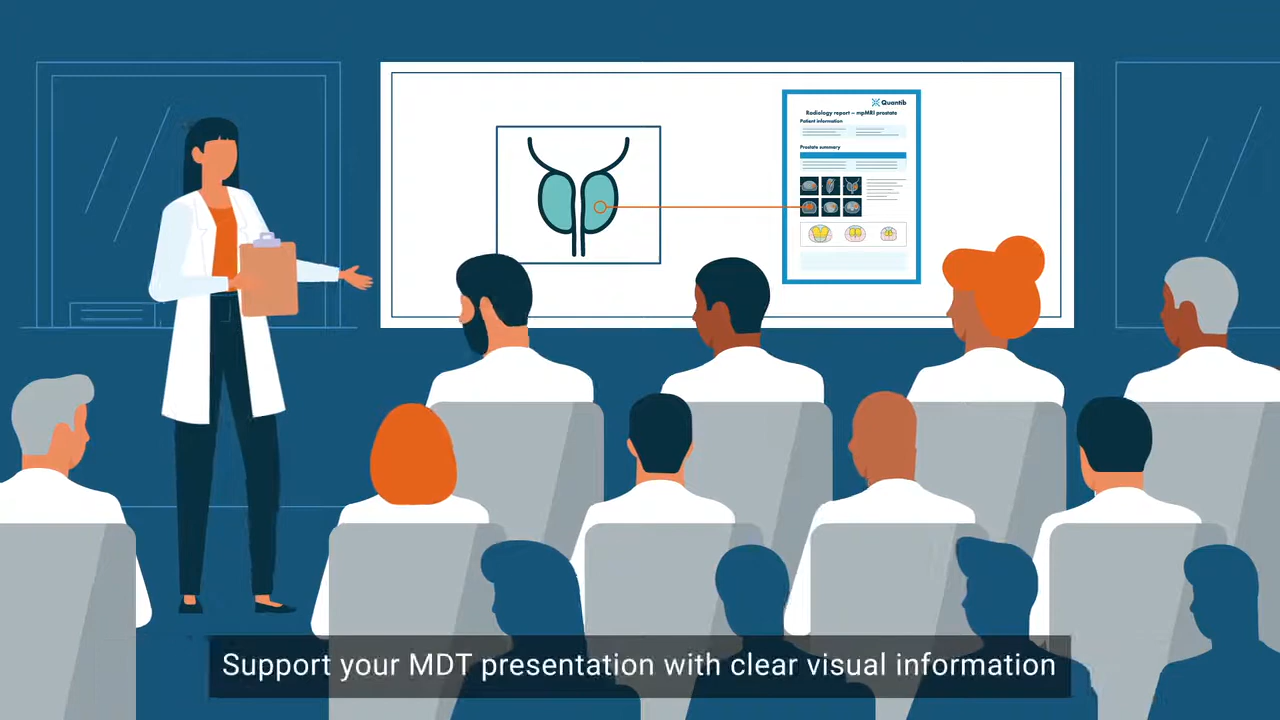 Quantib
Radiology report – mpMRI prostate
Patient information
Prostate summary
Support your MDT presentation with clear visual information